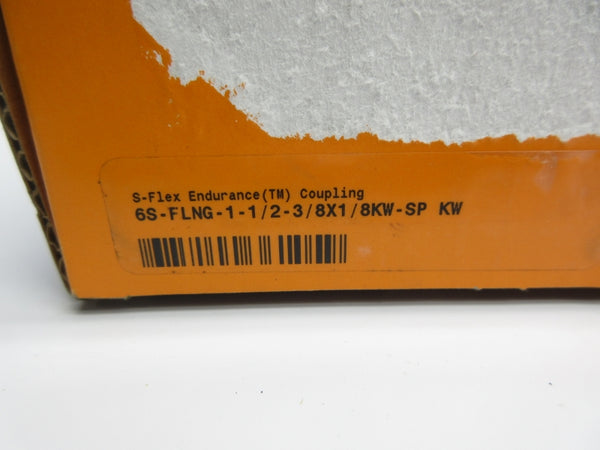 S-Flex Endurance(TM) Coupling
6S-FLNG-1-1/2-3/8X1/8KW-SP KW